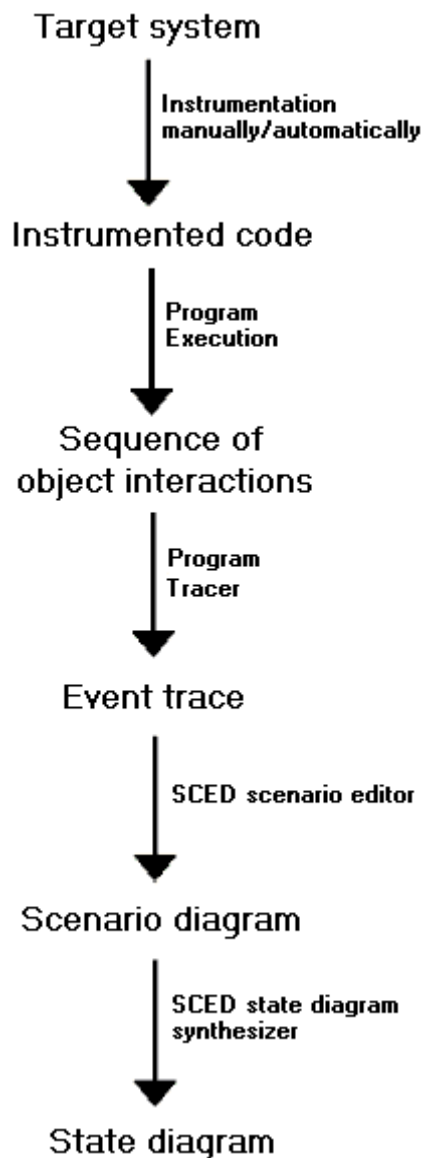 Target system
Instrumentation
manually/automatically
Instrumented code
Program
Execution
Sequence of
object interactions
Program
Tracer
Event trace
SCED scenario editor
Scenario diagram
SCED state diagram
synthesizer
State diagram